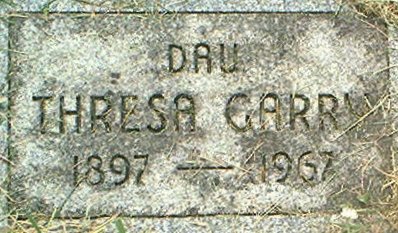 DAU.
THRESA GARRY
1897 — 1967